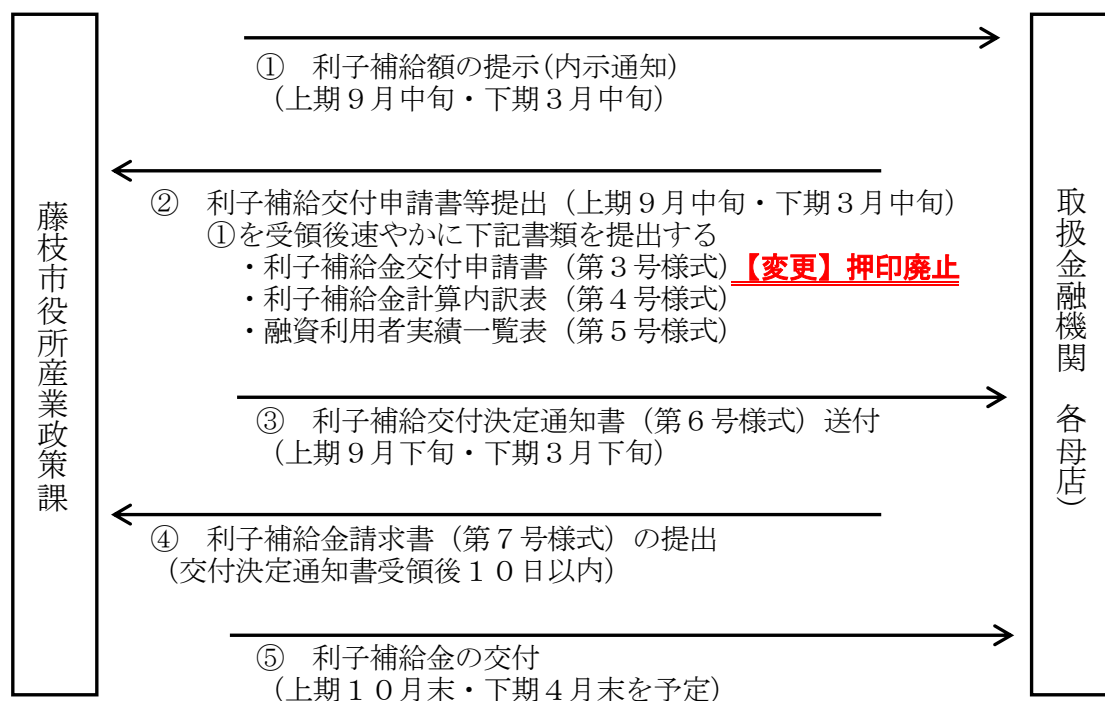 藤枝市役所産業政策課
① 利子補給額の提示(内示通知)
(上期9月中旬・下期3月中旬)
② 利子補給交付申請書等提出(上期9月中旬・下期3月中旬)
①を受領後速やかに下記書類を提出する
・利子補給金交付申請書(第3号様式)【変更】押印廃止
・利子補給金計算内訳表(第4号様式)
・融資利用者実績一覧表(第5号様式)
③ 利子補給交付決定通知書(第6号様式)送付
(上期9月下旬・下期3月下旬)
④ 利子補給金請求書(第7号様式)の提出
(交付決定通知書受領後10日以内)
⑤ 利子補給金の交付
(上期10月末・下期4月末を予定)
取扱金融機関 各母店)